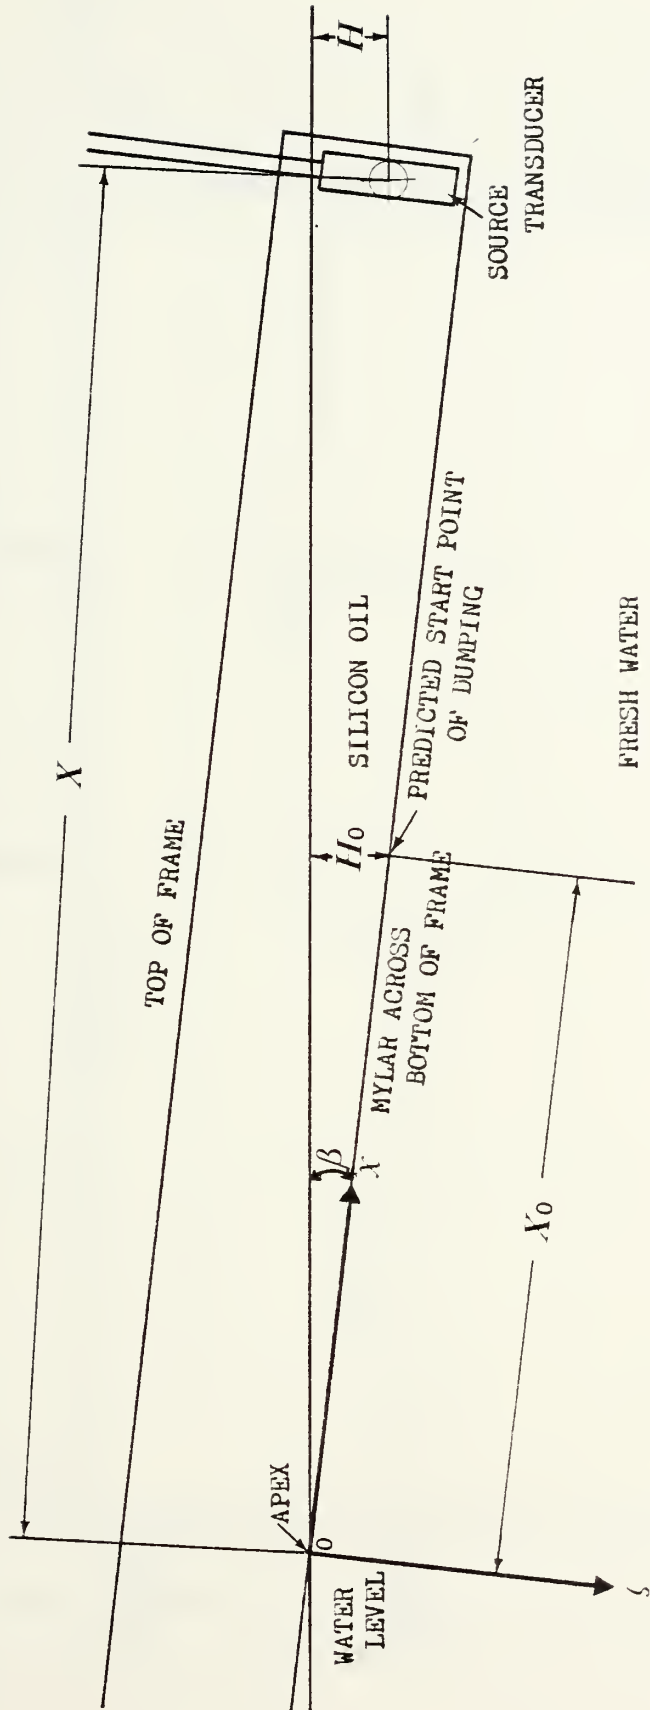 X
TOP OF FRAME
H
SOURCE
TRANSDUCER
SILICON OIL
H0
PREDICTED START POINT
OF DUMPING
MYLAR ACROSS
BOTTOM OF FRAME
β
χ
APEX
O
WATER
LEVEL
X0
FRESH WATER
ζ